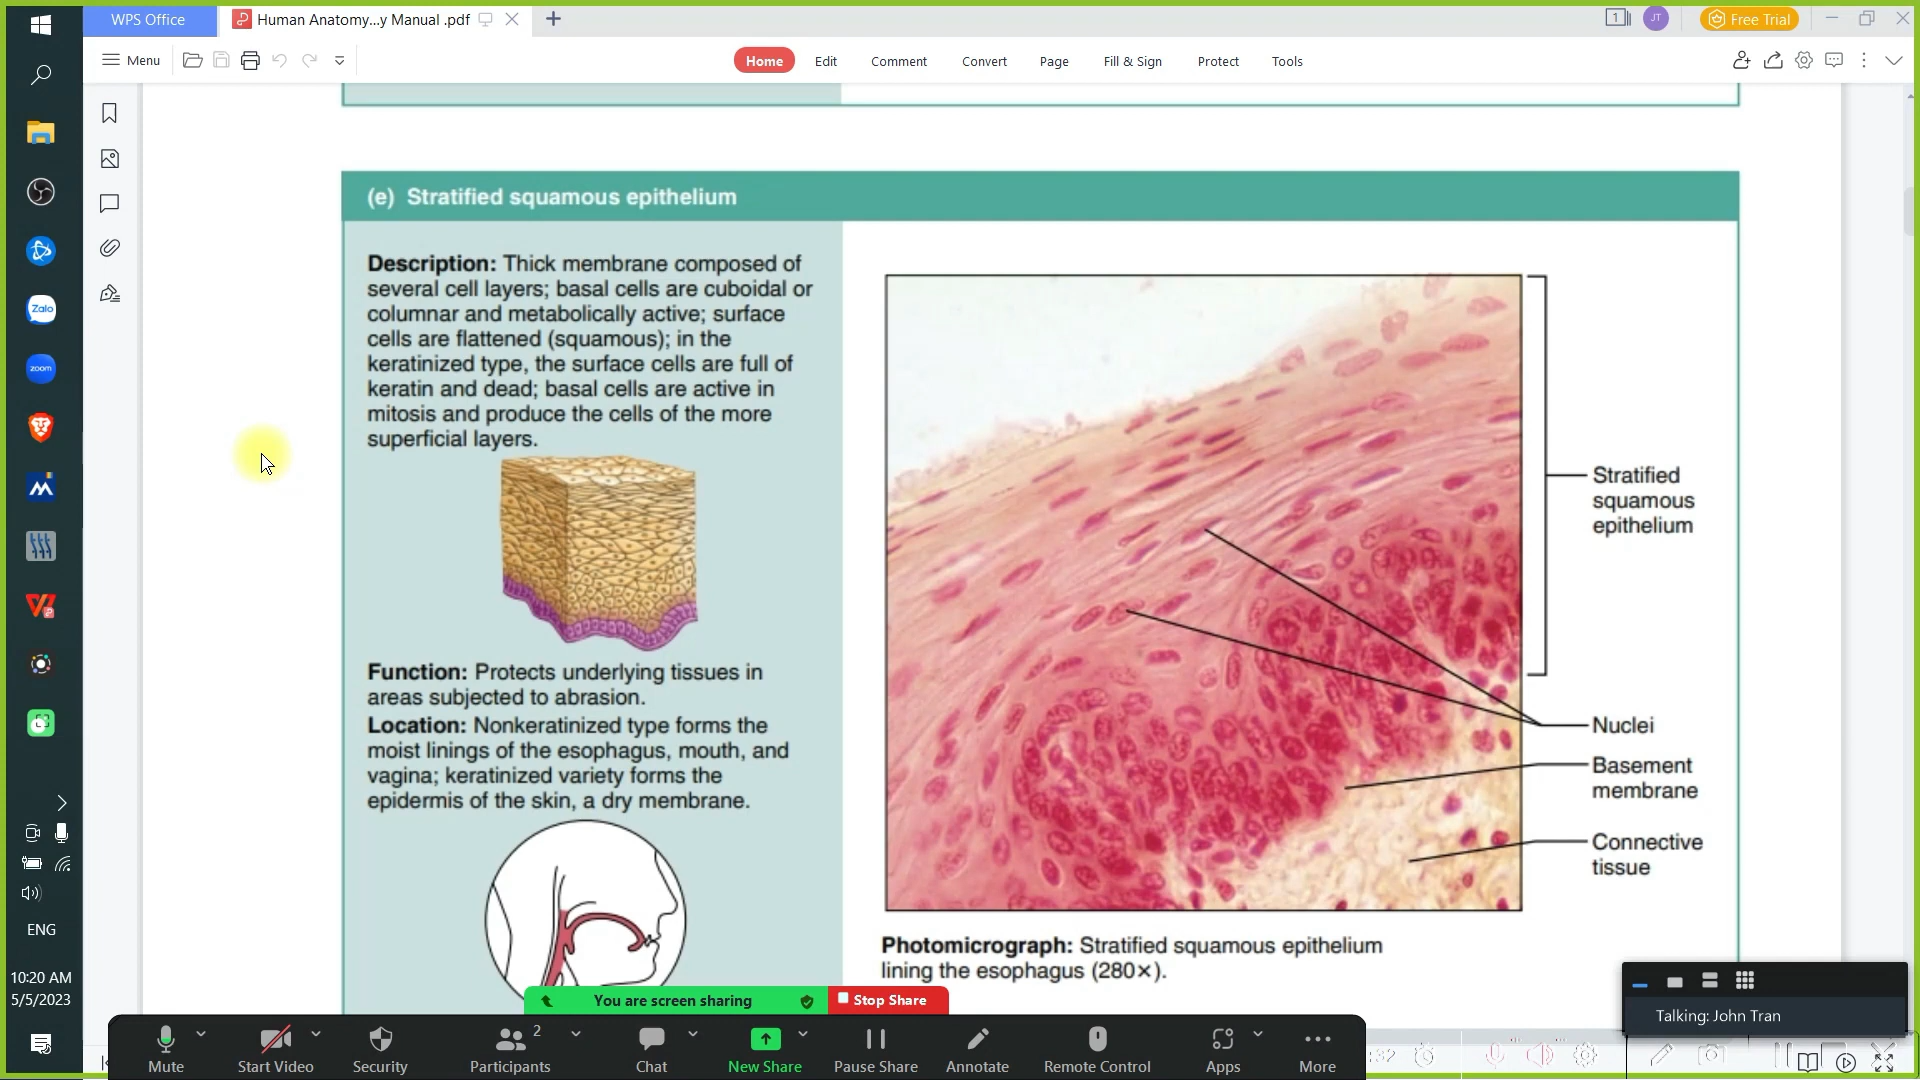 WPS Office
Human Anatomy...y Manual .pdf
1
JT
Free Trial
Menu
Home
Edit
Comment
Convert
Page
Fill & Sign
Protect
Tools
(e) Stratified squamous epithelium
Description: Thick membrane composed of
several cell layers; basal cells are cuboidal or
columnar and metabolically active; surface
cells are flattened (squamous); in the
keratinized type, the surface cells are full of
keratin and dead; basal cells are active in
mitosis and produce the cells of the more
superficial layers.
Function: Protects underlying tissues in
areas subjected to abrasion.
Location: Nonkeratinized type forms the
moist linings of the esophagus, mouth, and
vagina; keratinized variety forms the
epidermis of the skin, a dry membrane.
Stratified
squamous
epithelium
Nuclei
Basement
membrane
Connective
tissue
Photomicrograph: Stratified squamous epithelium
lining the esophagus (280×).
Zalo
zoom
ENG
10:20 AM
5/5/2023
You are screen sharing
Stop Share
Talking: John Tran
Mute
Start Video
Security
Participants
2
Chat
New Share
Pause Share
Annotate
Remote Control
Apps
More
:32